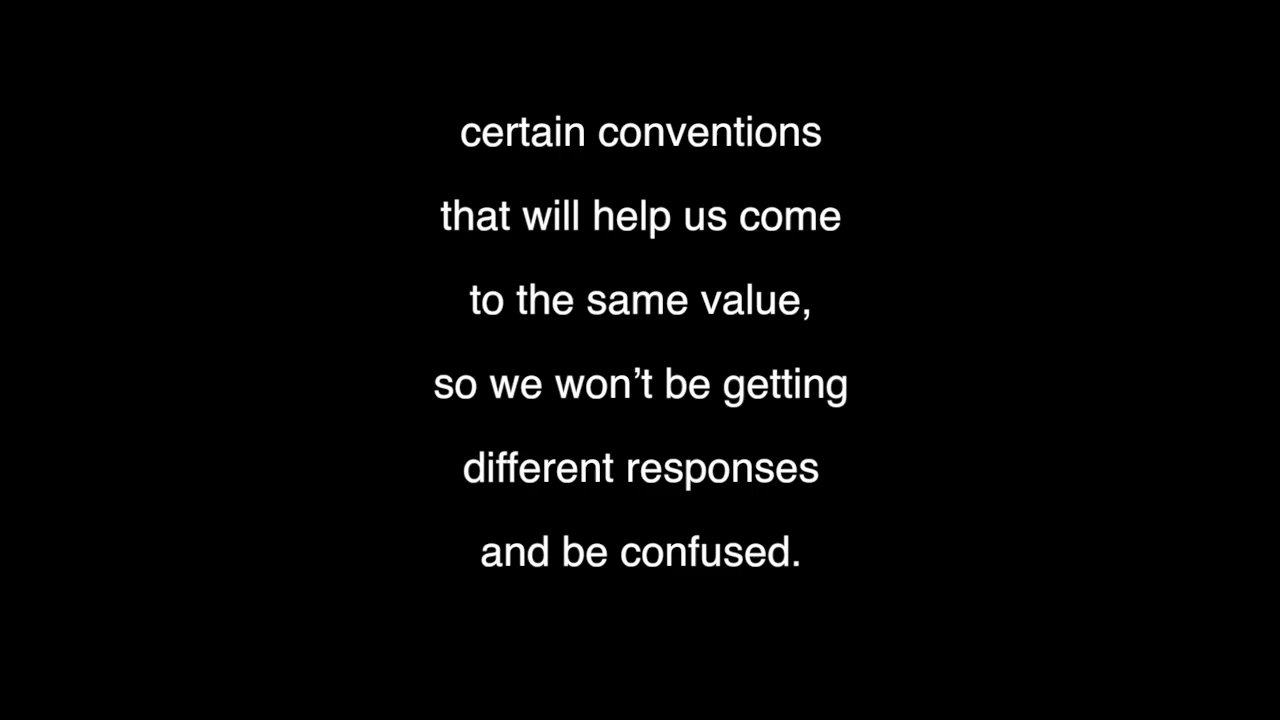 certain conventions
that will help us come
to the same value,
so we won’t be getting
different responses
and be confused.